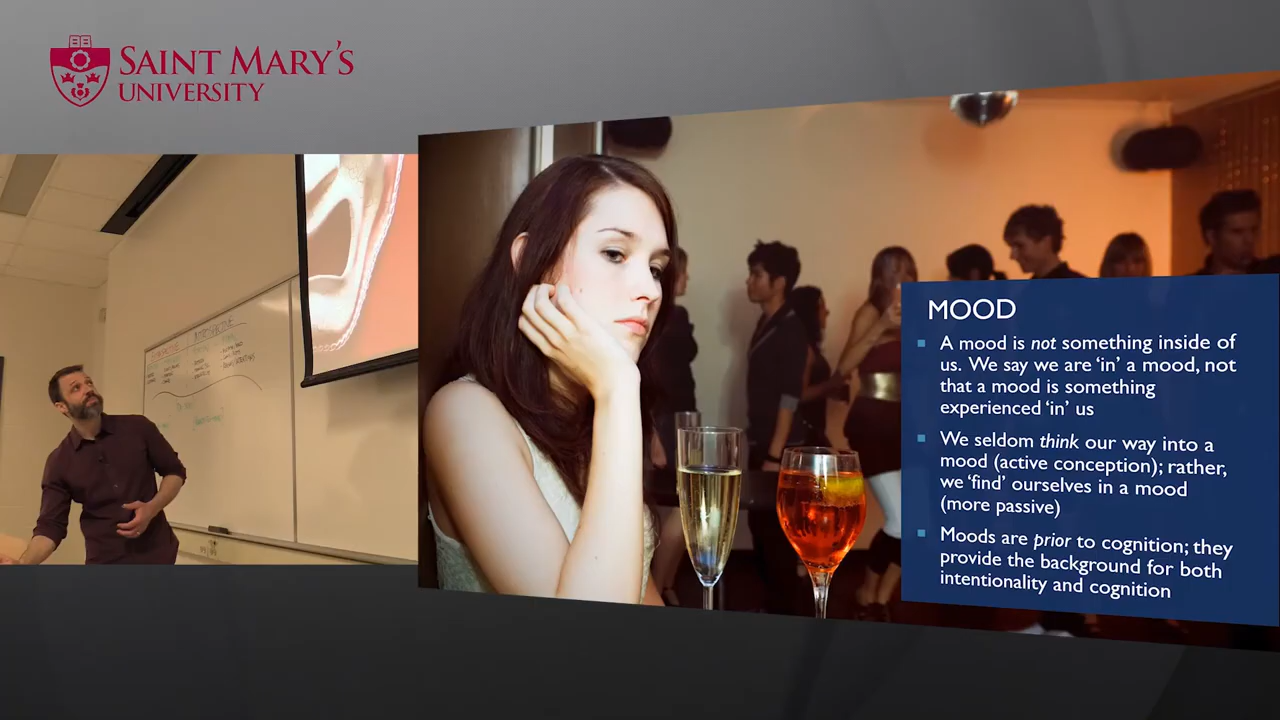 SAINT MARY'S
UNIVERSITY
MOOD
A mood is not something inside of
us. We say we are 'in' a mood, not
that a mood is something
experienced 'in' us
We seldom think our way into a
mood (active conception); rather,
we 'find' ourselves in a mood
(more passive)
Moods are prior to cognition; they
provide the background for both
intentionality and cognition